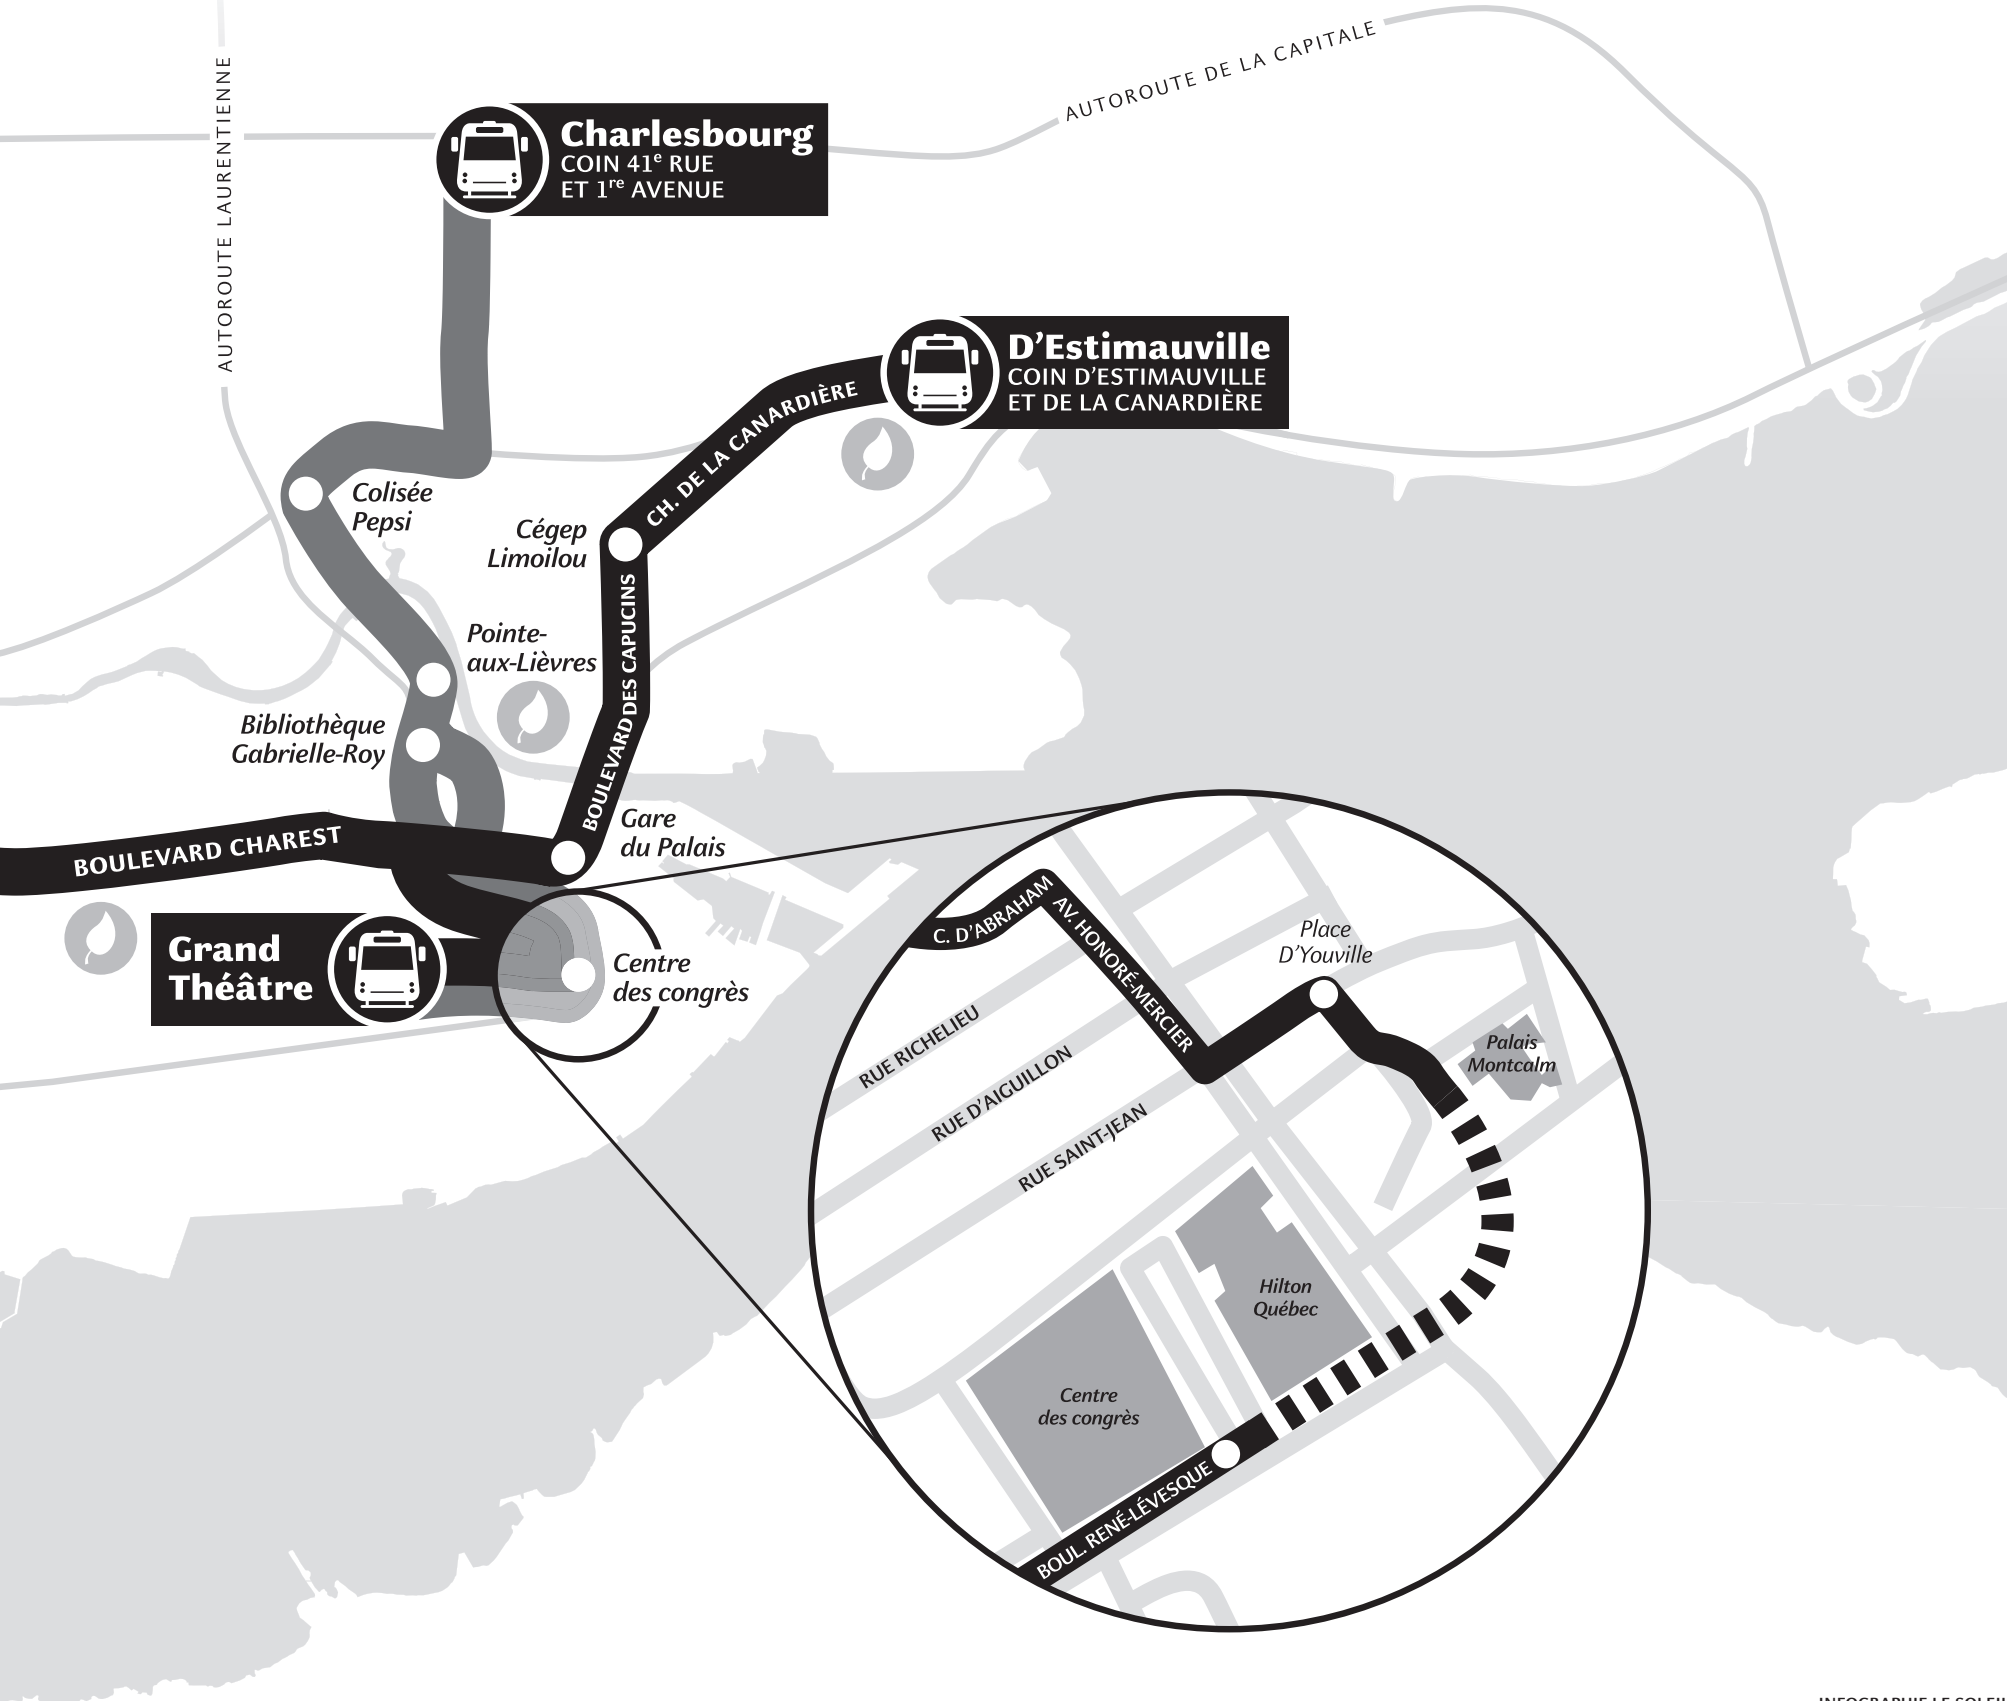 AUTOROUTE DE LA CAPITALE
AUTOROUTE LAURENTIENNE
Charlesbourg
COIN 41e RUE
ET 1re AVENUE
D'Estimauville
COIN D'ESTIMAUVILLE
ET DE LA CANARDIÈRE
CH. DE LA CANARDIÈRE
Colisée
Pepsi
Cégep
Limoilou
BOULEVARD DES CAPUCINS
Pointe-
aux-Lièvres
Bibliothèque
Gabrielle-Roy
Gare
du Palais
BOULEVARD CHAREST
Grand
Théâtre
Centre
des congrès
C. D'ABRAHAM
AV. HONORÉ-MERCIER
Place
D'Youville
RUE RICHELIEU
RUE D'AIGUILLON
RUE SAINT-JEAN
Palais
Montcalm
Hilton
Québec
Centre
des congrès
BOUL. RENÉ-LÉVESQUE